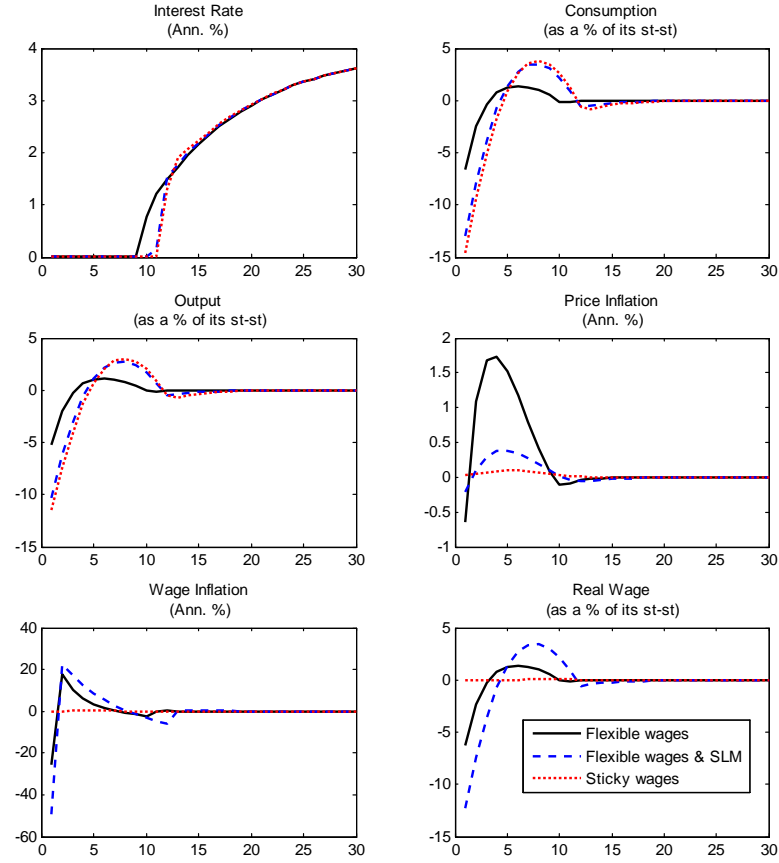 Interest Rate
(Ann. %)
4
3
2
1
0
0 5 10 15 20 25 30
Consumption
(as a % of its st-st)
5
0
-5
-10
-15
0 5 10 15 20 25 30
Output
(as a % of its st-st)
5
0
-5
-10
-15
0 5 10 15 20 25 30
Price Inflation
(Ann. %)
2
1.5
1
0.5
0
-0.5
-1
0 5 10 15 20 25 30
Wage Inflation
(Ann. %)
40
20
0
-20
-40
-60
0 5 10 15 20 25 30
Real Wage
(as a % of its st-st)
5
0
-5
-10
-15
0 5 10 15 20 25 30
Flexible wages
Flexible wages & SLM
Sticky wages